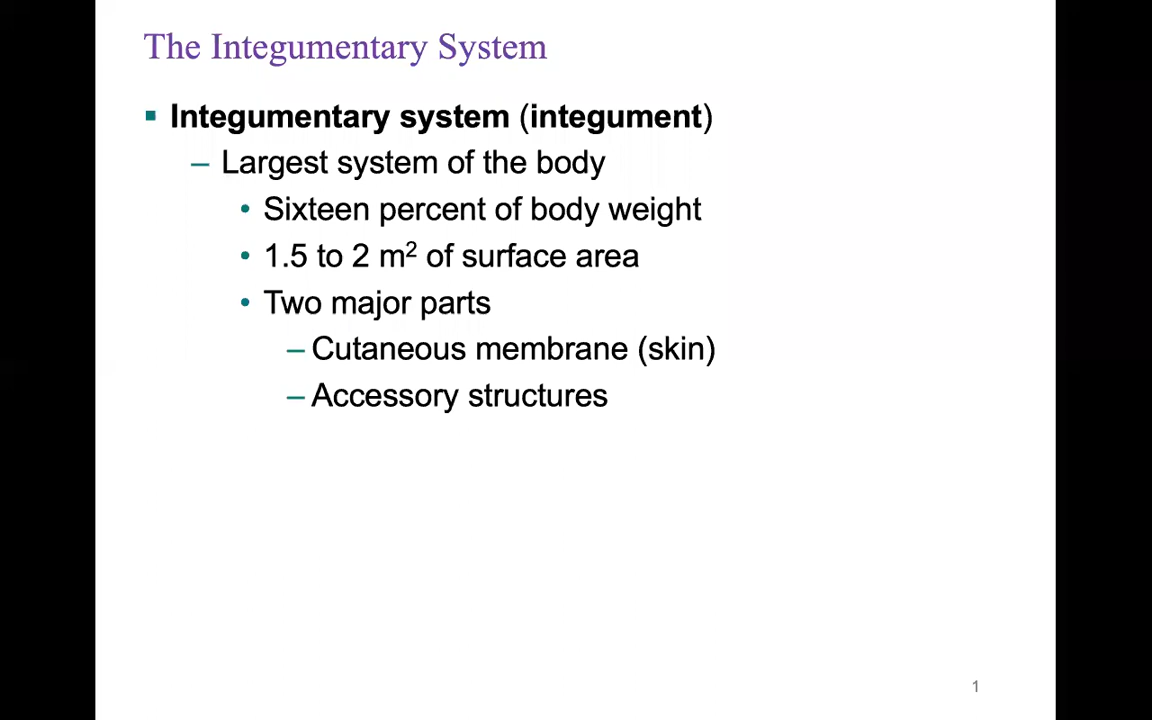 The Integumentary System
▪ Integumentary system (integument)
– Largest system of the body
• Sixteen percent of body weight
• 1.5 to 2 m² of surface area
• Two major parts
– Cutaneous membrane (skin)
– Accessory structures
1